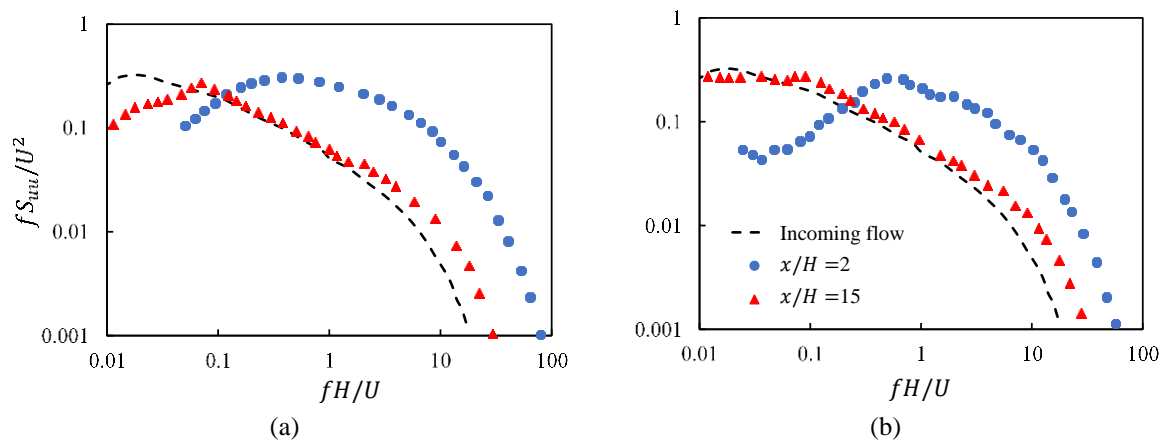 1
0.1
0.01
0.001
fS_uu/U²
0.01 0.1 1 10 100
fH/U
(a)
1
0.1
0.01
0.001
Incoming flow
x/H =2
x/H =15
0.01 0.1 1 10 100
fH/U
(b)